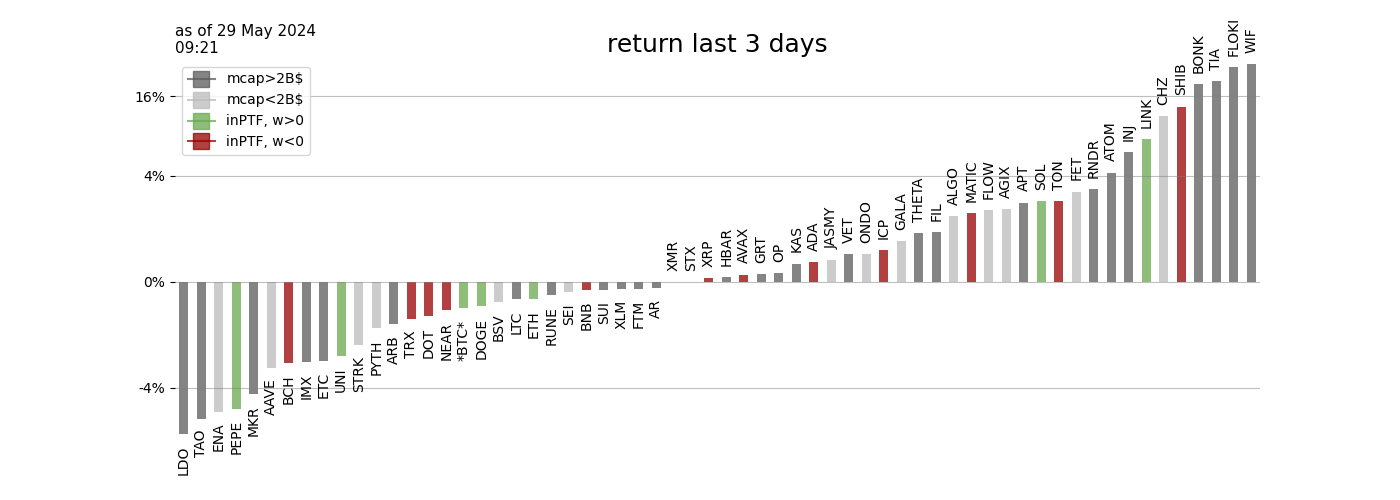 as of 29 May 2024
09:21
return last 3 days
mcap>2B$
mcap<2B$
inPTF, w>0
inPTF, w<0
16%
4%
0%
-4%
LDO
TAO
ENA
PEPE
MKR
AAVE
BCH
IMX
ETC
UNI
STRK
PYTH
ARB
TRX
DOT
NEAR
*BTC*
DOGE
BSV
LTC
ETH
RUNE
SEI
BNB
SUI
XLM
FTM
AR
XMR
STX
XRP
HBAR
AVAX
GRT
OP
KAS
ADA
JASMY
VET
ONDO
ICP
GALA
THETA
FIL
ALGO
MATIC
FLOW
AGIX
APT
SOL
TON
FET
RNDR
ATOM
INJ
LINK
CHZ
SHIB
BONK
TIA
FLOKI
WIF